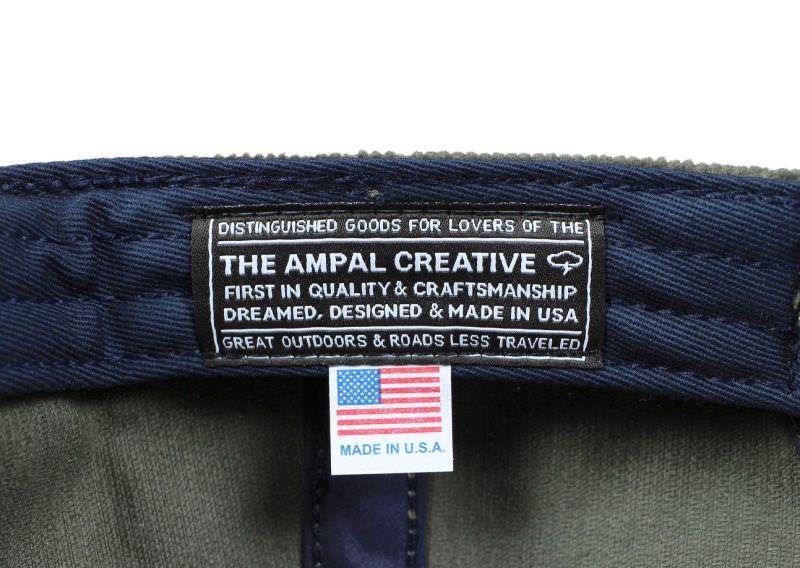 DISTINGUISHED GOODS FOR LOVERS OF THE
THE AMPAL CREATIVE
FIRST IN QUALITY & CRAFTSMANSHIP
DREAMED, DESIGNED & MADE IN USA
GREAT OUTDOORS & ROADS LESS TRAVELED
MADE IN U.S.A.